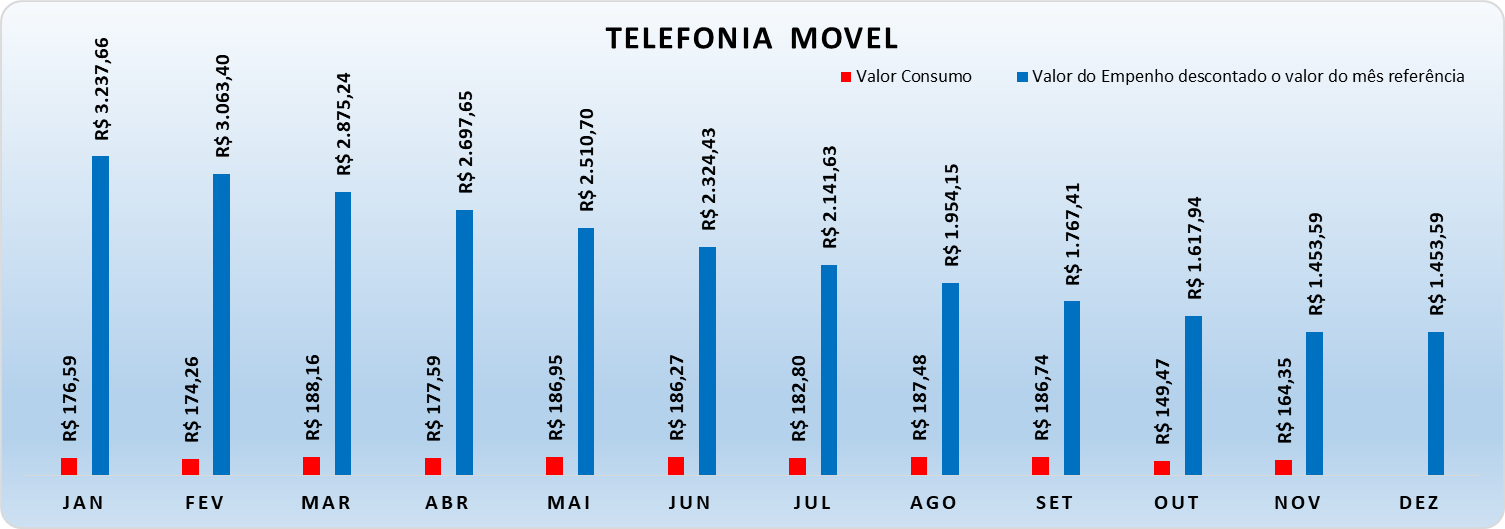 TELEFONIA MOVEL
Valor Consumo
Valor do Empenho descontado o valor do mês referência
R$ 176,59
R$ 3.237,66
R$ 174,26
R$ 3.063,40
R$ 188,16
R$ 2.875,24
R$ 177,59
R$ 2.697,65
R$ 186,95
R$ 2.510,70
R$ 186,27
R$ 2.324,43
R$ 182,80
R$ 2.141,63
R$ 187,48
R$ 1.954,15
R$ 186,74
R$ 1.767,41
R$ 149,47
R$ 1.617,94
R$ 164,35
R$ 1.453,59
R$ 1.453,59
JAN
FEV
MAR
ABR
MAI
JUN
JUL
AGO
SET
OUT
NOV
DEZ